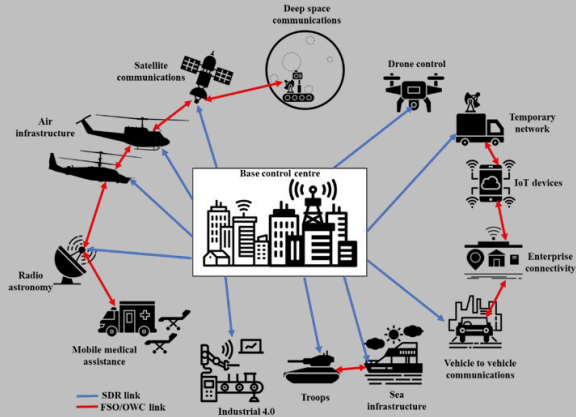 Deep space
communications
Satellite
communications
Drone control
Air
infrastructure
Temporary
network
Base control centre
IoT devices
Radio
astronomy
Enterprise
connectivity
Mobile medical
assistance
Vehicle to vehicle
communications
Industrial 4.0
Troops
Sea
infrastructure
SDR link
FSO/OWC link